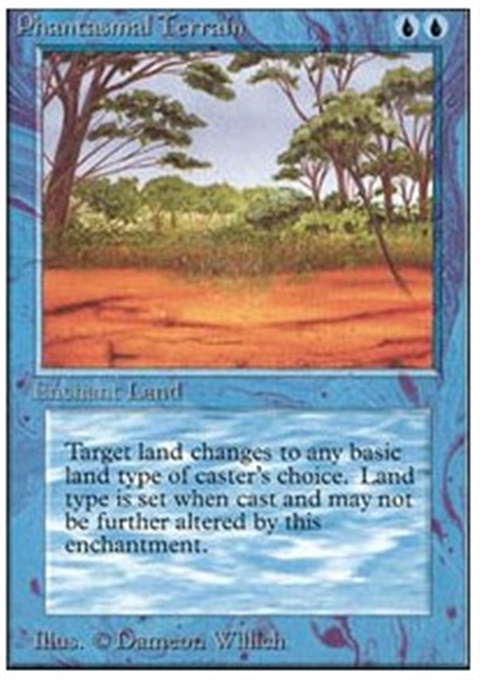 Phantasmal Terrain
Enchant Land
Target land changes to any basic
land type of caster's choice. Land
type is set when cast and may not
be further altered by this
enchantment.
Illus. © Dameon Willich